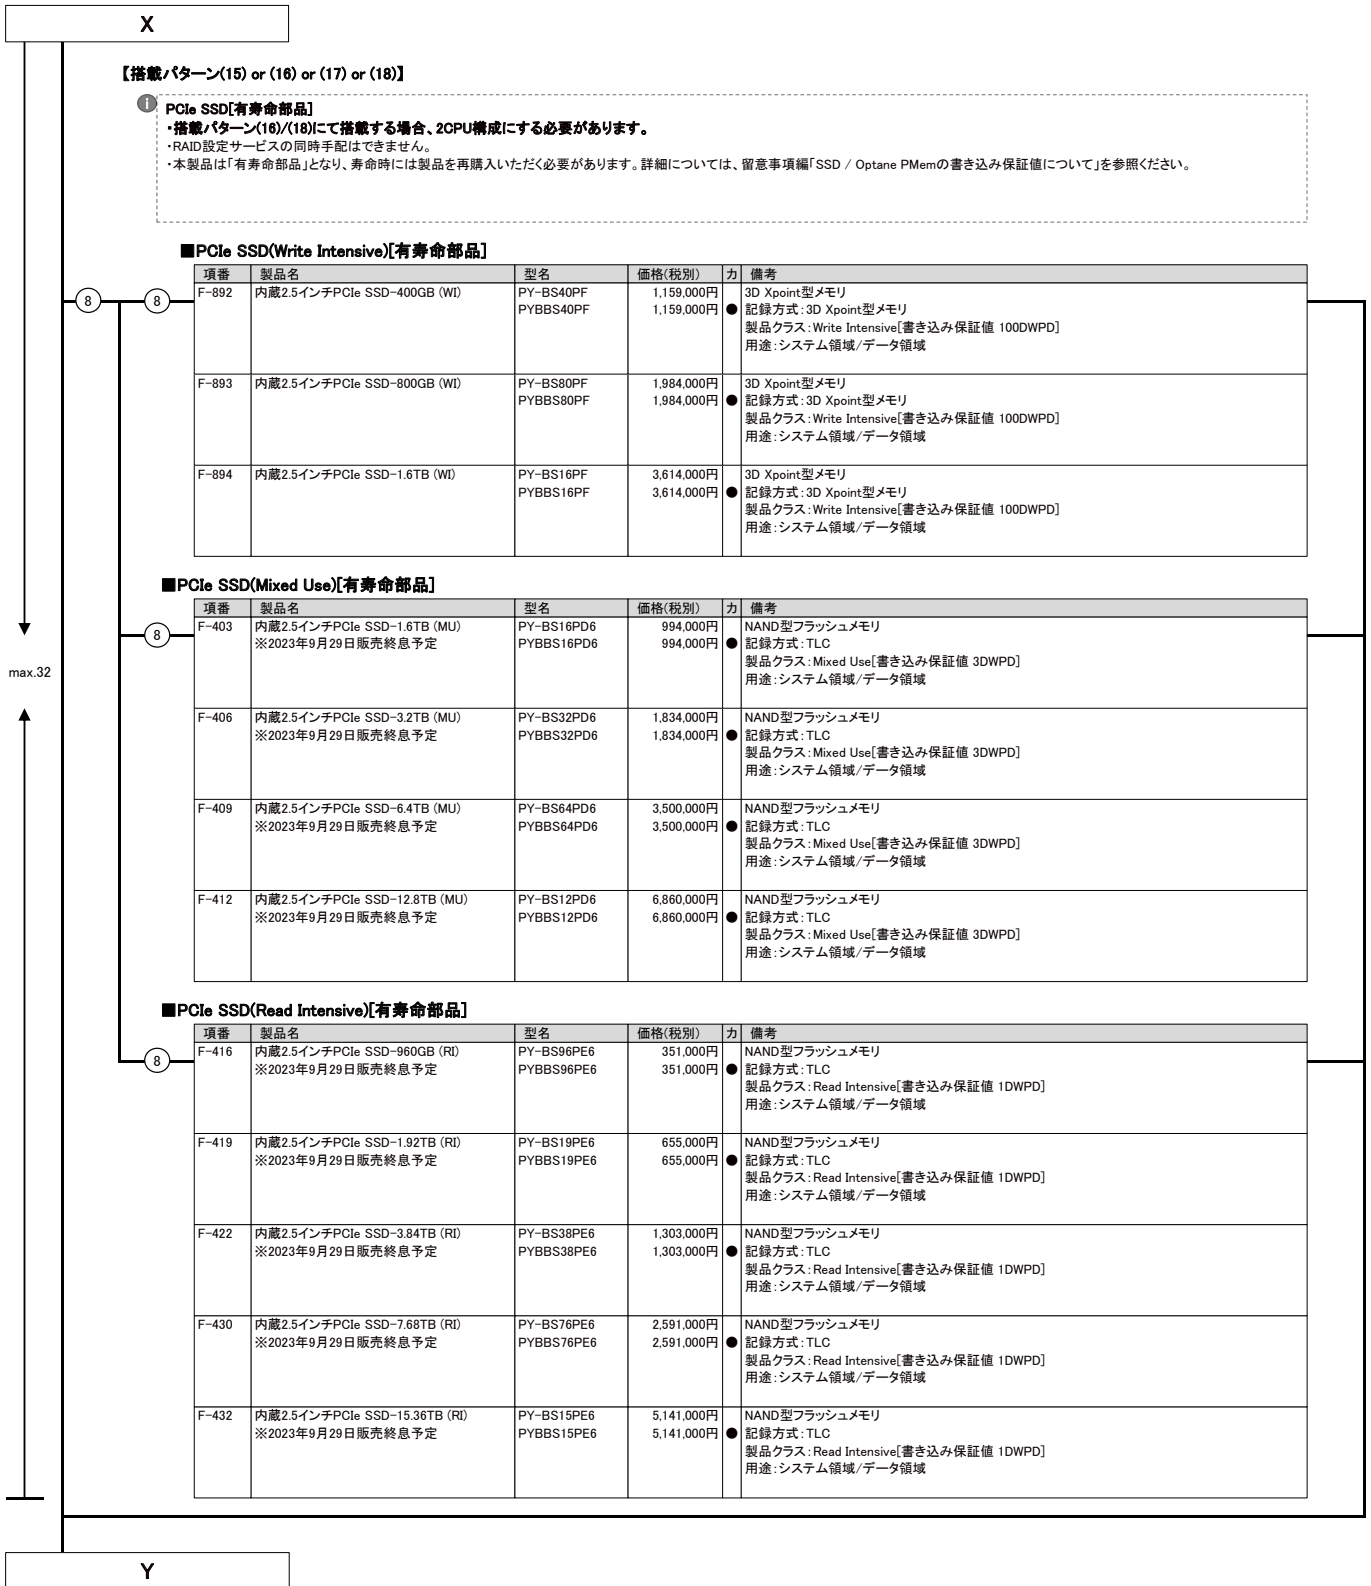 X
【搭載パターン(15) or (16) or (17) or (18)】
i
PCIe SSD[有寿命部品]
・搭載パターン(16)/(18)にて搭載する場合、2CPU構成にする必要があります。
・RAID設定サービスの同時手配はできません。
・本製品は「有寿命部品」となり、寿命時には製品を再購入いただく必要があります。詳細については、留意事項編「SSD / Optane PMemの書き込み保証値について」を参照ください。
■PCIe SSD(Write Intensive)[有寿命部品]
項番 製品名 型名 価格(税別) カ 備考
8 8 F-892 内蔵2.5インチPCIe SSD-400GB (WI) PY-BS40PF 1,159,000円 3D Xpoint型メモリ
PYBBS40PF 1,159,000円 ● 記録方式:3D Xpoint型メモリ
製品クラス:Write Intensive[書き込み保証値 100DWPD]
用途:システム領域/データ領域
F-893 内蔵2.5インチPCIe SSD-800GB (WI) PY-BS80PF 1,984,000円 3D Xpoint型メモリ
PYBBS80PF 1,984,000円 ● 記録方式:3D Xpoint型メモリ
製品クラス:Write Intensive[書き込み保証値 100DWPD]
用途:システム領域/データ領域
F-894 内蔵2.5インチPCIe SSD-1.6TB (WI) PY-BS16PF 3,614,000円 3D Xpoint型メモリ
PYBBS16PF 3,614,000円 ● 記録方式:3D Xpoint型メモリ
製品クラス:Write Intensive[書き込み保証値 100DWPD]
用途:システム領域/データ領域
■PCIe SSD(Mixed Use)[有寿命部品]
項番 製品名 型名 価格(税別) カ 備考
8 F-403 内蔵2.5インチPCIe SSD-1.6TB (MU) PY-BS16PD6 994,000円 NAND型フラッシュメモリ
※2023年9月29日販売終息予定 PYBBS16PD6 994,000円 ● 記録方式:TLC
製品クラス:Mixed Use[書き込み保証値 3DWPD]
max.32 用途:システム領域/データ領域
F-406 内蔵2.5インチPCIe SSD-3.2TB (MU) PY-BS32PD6 1,834,000円 NAND型フラッシュメモリ
※2023年9月29日販売終息予定 PYBBS32PD6 1,834,000円 ● 記録方式:TLC
製品クラス:Mixed Use[書き込み保証値 3DWPD]
用途:システム領域/データ領域
F-409 内蔵2.5インチPCIe SSD-6.4TB (MU) PY-BS64PD6 3,500,000円 NAND型フラッシュメモリ
※2023年9月29日販売終息予定 PYBBS64PD6 3,500,000円 ● 記録方式:TLC
製品クラス:Mixed Use[書き込み保証値 3DWPD]
用途:システム領域/データ領域
F-412 内蔵2.5インチPCIe SSD-12.8TB (MU) PY-BS12PD6 6,860,000円 NAND型フラッシュメモリ
※2023年9月29日販売終息予定 PYBBS12PD6 6,860,000円 ● 記録方式:TLC
製品クラス:Mixed Use[書き込み保証値 3DWPD]
用途:システム領域/データ領域
■PCIe SSD(Read Intensive)[有寿命部品]
項番 製品名 型名 価格(税別) カ 備考
8 F-416 内蔵2.5インチPCIe SSD-960GB (RI) PY-BS96PE6 351,000円 NAND型フラッシュメモリ
※2023年9月29日販売終息予定 PYBBS96PE6 351,000円 ● 記録方式:TLC
製品クラス:Read Intensive[書き込み保証値 1DWPD]
用途:システム領域/データ領域
F-419 内蔵2.5インチPCIe SSD-1.92TB (RI) PY-BS19PE6 655,000円 NAND型フラッシュメモリ
※2023年9月29日販売終息予定 PYBBS19PE6 655,000円 ● 記録方式:TLC
製品クラス:Read Intensive[書き込み保証値 1DWPD]
用途:システム領域/データ領域
F-422 内蔵2.5インチPCIe SSD-3.84TB (RI) PY-BS38PE6 1,303,000円 NAND型フラッシュメモリ
※2023年9月29日販売終息予定 PYBBS38PE6 1,303,000円 ● 記録方式:TLC
製品クラス:Read Intensive[書き込み保証値 1DWPD]
用途:システム領域/データ領域
F-430 内蔵2.5インチPCIe SSD-7.68TB (RI) PY-BS76PE6 2,591,000円 NAND型フラッシュメモリ
※2023年9月29日販売終息予定 PYBBS76PE6 2,591,000円 ● 記録方式:TLC
製品クラス:Read Intensive[書き込み保証値 1DWPD]
用途:システム領域/データ領域
F-432 内蔵2.5インチPCIe SSD-15.36TB (RI) PY-BS15PE6 5,141,000円 NAND型フラッシュメモリ
※2023年9月29日販売終息予定 PYBBS15PE6 5,141,000円 ● 記録方式:TLC
製品クラス:Read Intensive[書き込み保証値 1DWPD]
用途:システム領域/データ領域
Y